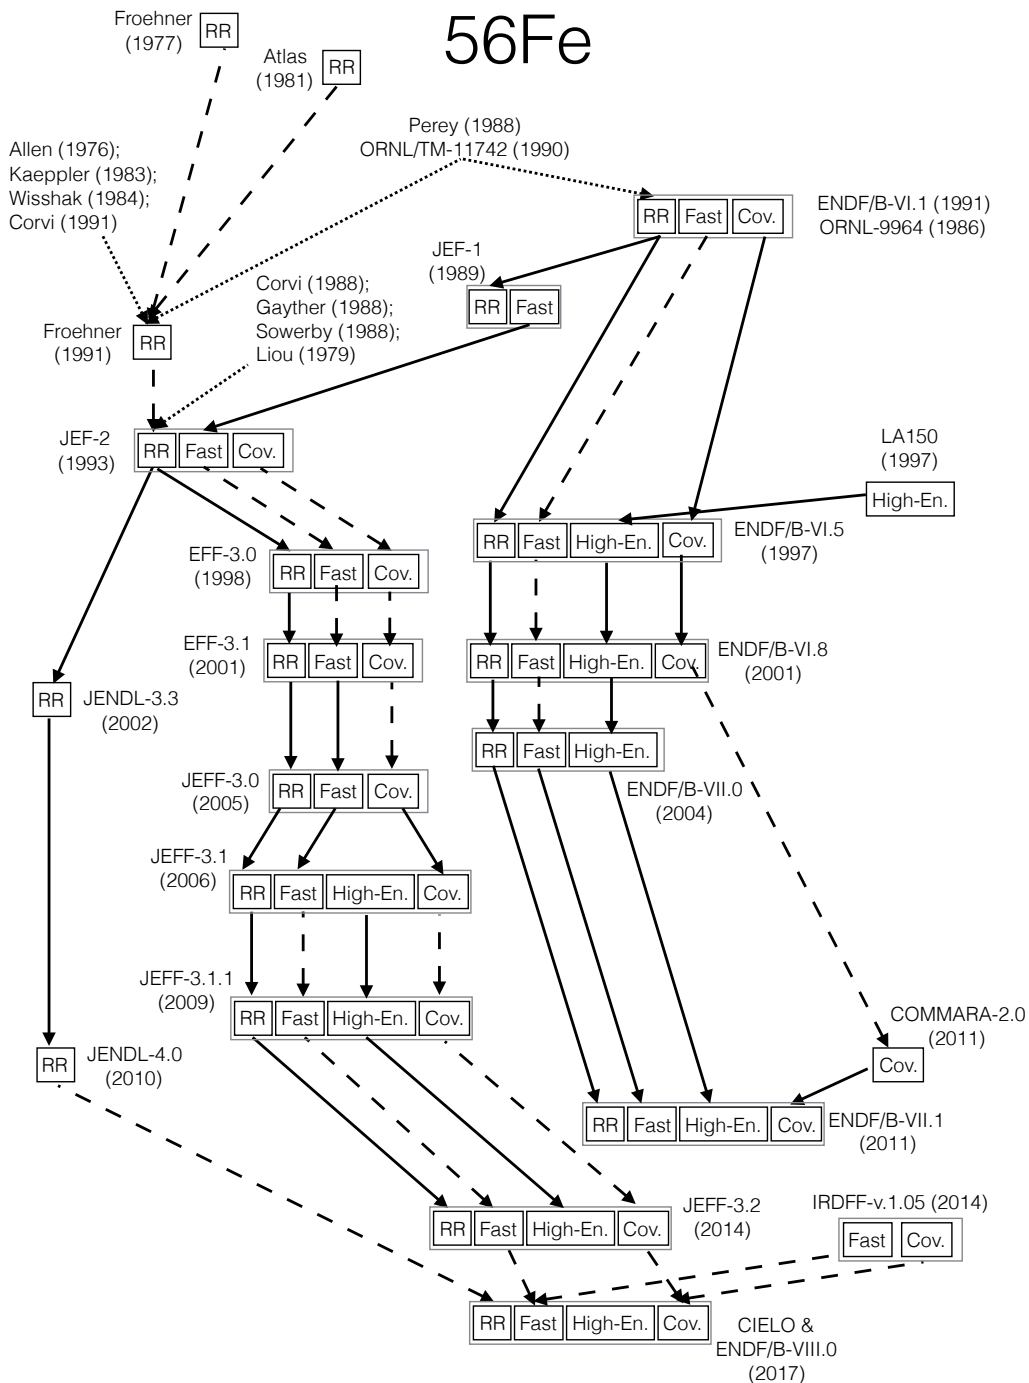 56Fe
Froehner
(1977)
RR
Atlas
(1981)
RR
Perey (1988)
ORNL/TM-11742 (1990)
Allen (1976);
Kaeppler (1983);
Wisshak (1984);
Corvi (1991)
RR Fast Cov.
ENDF/B-VI.1 (1991)
ORNL-9964 (1986)
JEF-1
(1989)
RR Fast
Corvi (1988);
Gayther (1988);
Sowerby (1988);
Liou (1979)
Froehner
(1991)
RR
JEF-2
(1993)
RR Fast Cov.
LA150
(1997)
High-En.
RR Fast High-En. Cov.
ENDF/B-VI.5
(1997)
EFF-3.0
(1998)
RR Fast Cov.
EFF-3.1
(2001)
RR Fast Cov.
RR Fast High-En. Cov.
ENDF/B-VI.8
(2001)
RR
JENDL-3.3
(2002)
RR Fast High-En.
ENDF/B-VII.0
(2004)
JEFF-3.0
(2005)
RR Fast Cov.
JEFF-3.1
(2006)
RR Fast High-En. Cov.
JEFF-3.1.1
(2009)
RR Fast High-En. Cov.
COMMARA-2.0
(2011)
Cov.
RR
JENDL-4.0
(2010)
RR Fast High-En. Cov.
ENDF/B-VII.1
(2011)
RR Fast High-En. Cov.
JEFF-3.2
(2014)
IRDFF-v.1.05 (2014)
Fast Cov.
RR Fast High-En. Cov.
CIELO &
ENDF/B-VIII.0
(2017)